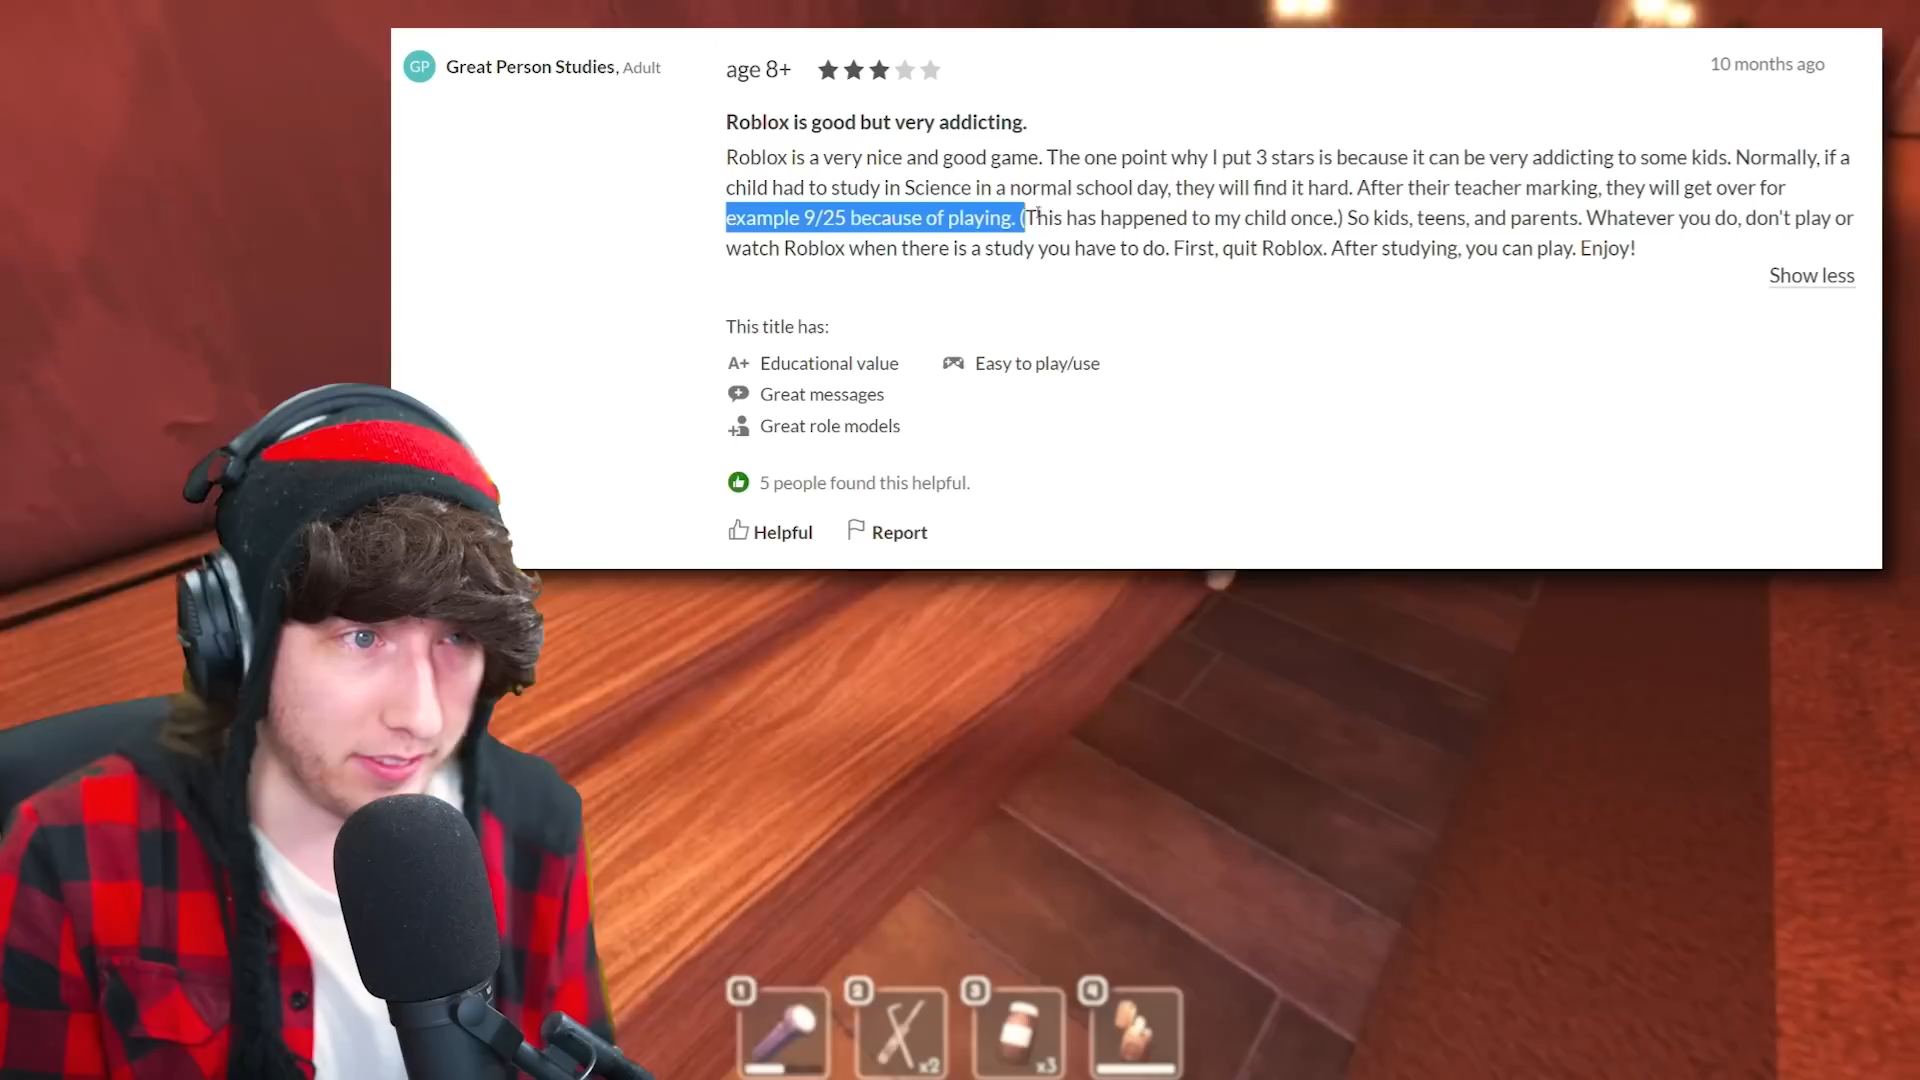 GP Great Person Studies, Adult
age 8+
10 months ago
Roblox is good but very addicting.
Roblox is a very nice and good game. The one point why I put 3 stars is because it can be very addicting to some kids. Normally, if a
child had to study in Science in a normal school day, they will find it hard. After their teacher marking, they will get over for
example 9/25 because of playing. (This has happened to my child once.) So kids, teens, and parents. Whatever you do, don't play or
watch Roblox when there is a study you have to do. First, quit Roblox. After studying, you can play. Enjoy!
Show less
This title has:
A+ Educational value
Easy to play/use
Great messages
Great role models
5 people found this helpful.
Helpful
Report
1
2
3
4
x2
x3